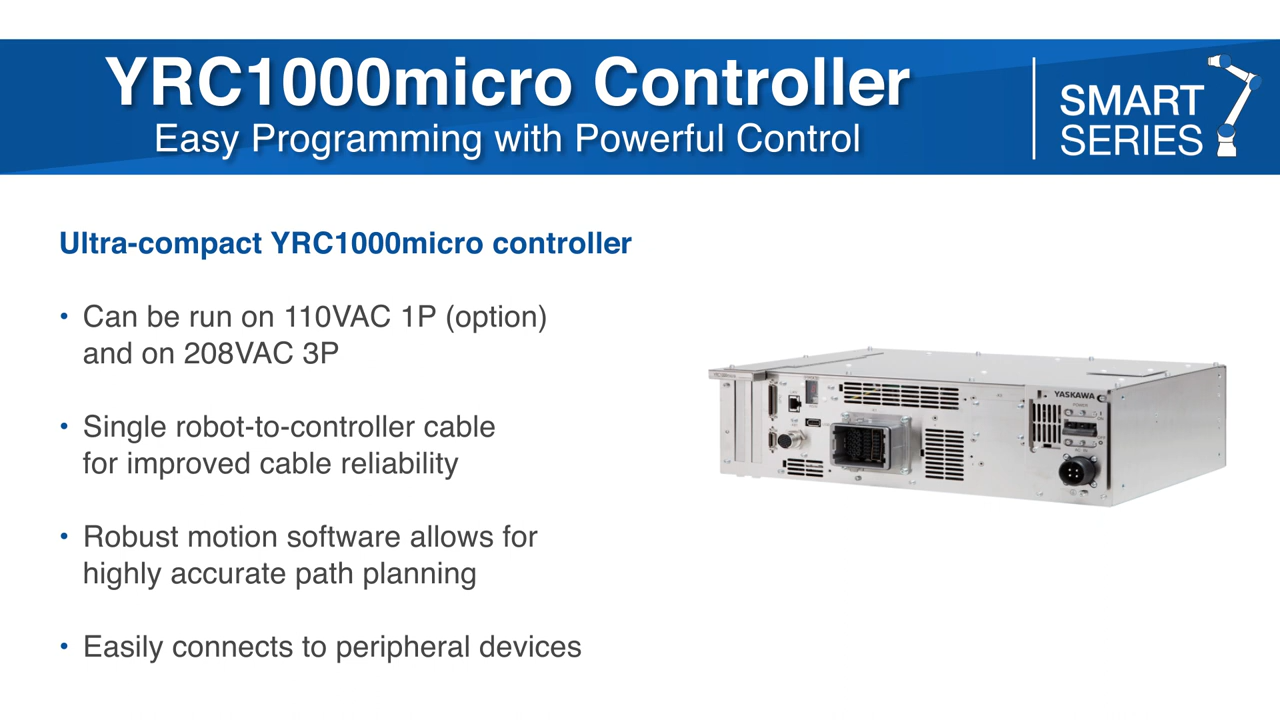 YRC1000micro Controller
Easy Programming with Powerful Control
SMART
SERIES
Ultra-compact YRC1000micro controller
• Can be run on 110VAC 1P (option)
and on 208VAC 3P
• Single robot-to-controller cable
for improved cable reliability
• Robust motion software allows for
highly accurate path planning
• Easily connects to peripheral devices
YASKAWA